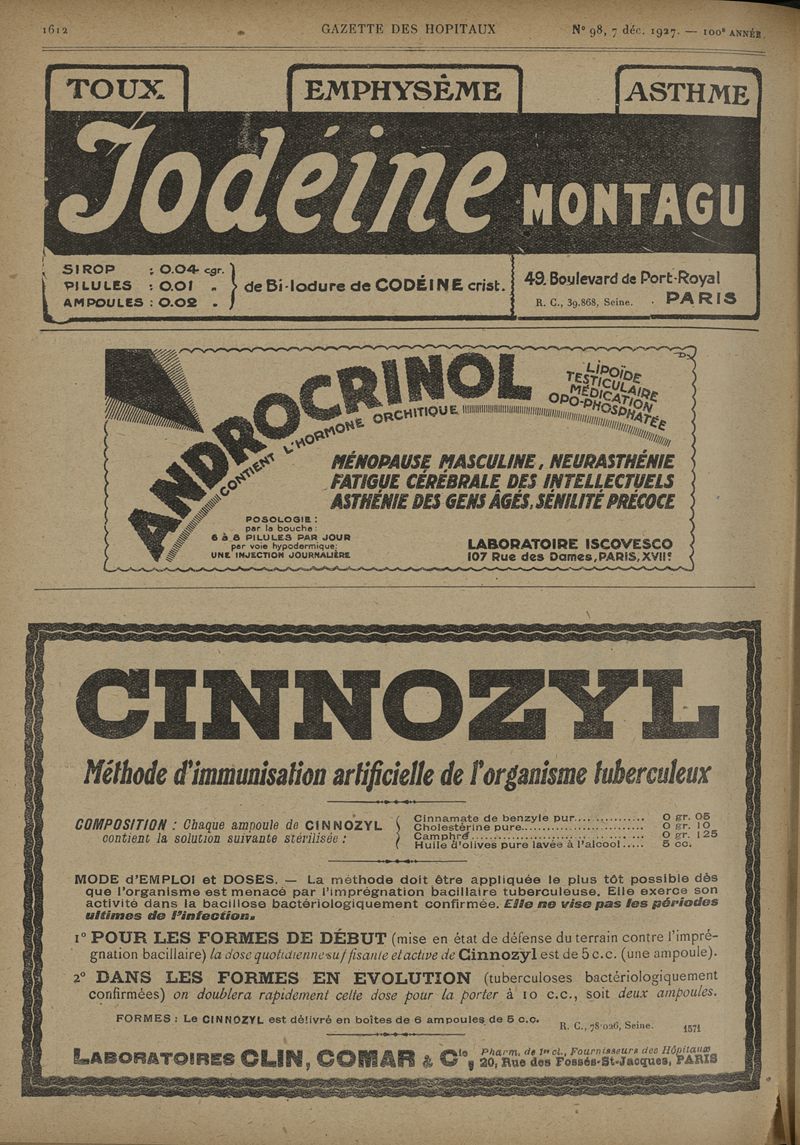 1612 GAZETTE DES HOPITAUX N° 98, 7 déc. 1927. — 100e ANNÉE
TOUX EMPHYSÈME ASTHME
Iodéine MONTAGU
SIROP : 0.04 cgr.
PILULES : 0.01 „
AMPOULES : 0.02 „
de Bi-Iodure de CODÉINE crist.
49, Boulevard de Port-Royal
R. C., 39.868, Seine. PARIS
ANDROCRINOL
CONTIENT L'HORMONE ORCHITIQUE
LIPOÏDE
TESTICULAIRE
MÉDICATION
OPO-PHOSPHATÉE
MÉNOPAUSE MASCULINE, NEURASTHÉNIE
FATIGUE CÉRÉBRALE DES INTELLECTUELS
ASTHÉNIE DES GENS ÂGÉS, SÉNILITÉ PRÉCOCE
POSOLOGIE :
par la bouche :
6 à 8 PILULES PAR JOUR
par voie hypodermique:
UNE INJECTION JOURNALIÈRE
LABORATOIRE ISCOVESCO
107 Rue des Dames, PARIS, XVIIe
CINNOZYL
Méthode d'immunisation artificielle de l'organisme tuberculeux
COMPOSITION : Chaque ampoule de CINNOZYL
contient la solution suivante stérilisée :
Cinnamate de benzyle pur................ 0 gr. 05
Cholestérine pure............................ 0 gr. 10
Camphre........................................ 0 gr. 125
Huile d'olives pure lavée à l'alcool..... 5 cc.
MODE d'EMPLOI et DOSES. — La méthode doit être appliquée le plus tôt possible dès
que l'organisme est menacé par l'imprégnation bacillaire tuberculeuse. Elle exerce son
activité dans la bacillose bactériologiquement confirmée. Elle ne vise pas les périodes
ultimes de l'infection.
1° POUR LES FORMES DE DÉBUT (mise en état de défense du terrain contre l'impré-
gnation bacillaire) la dose quotidienne suffisante et active de Cinnozyl est de 5 c.c. (une ampoule).
2° DANS LES FORMES EN EVOLUTION (tuberculoses bactériologiquement
confirmées) on doublera rapidement cette dose pour la porter à 10 c.c., soit deux ampoules.
FORMES : Le CINNOZYL est délivré en boîtes de 6 ampoules de 5 c.c.
R. C., 78.026, Seine. 1571
LABORATOIRES CLIN, COMAR & Cie, Pharm. de 1re cl., Fournisseurs des Hôpitaux
20, Rue des Fossés-St-Jacques, PARIS